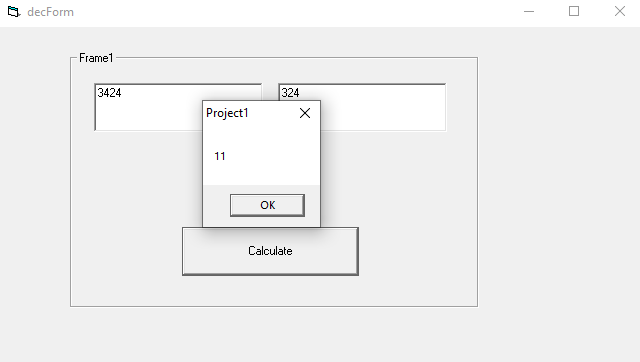 decForm
Frame1
3424
324
Project1
11
OK
Calculate